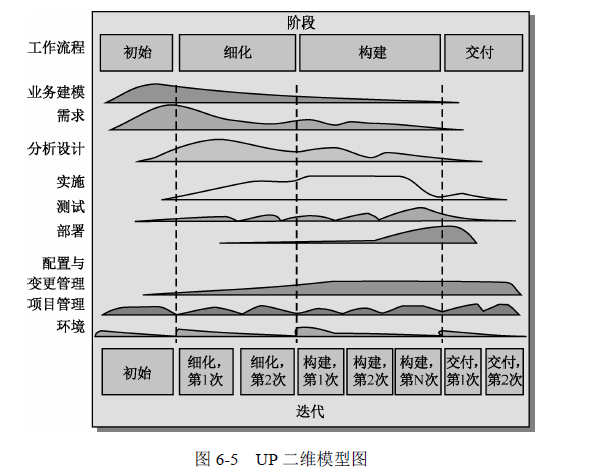 阶段
工作流程
初始 细化 构建 交付
业务建模
需求
分析设计
实施
测试
部署
配置与
变更管理
项目管理
环境
初始
细化，
第1次
细化，
第2次
构建，
第1次
构建，
第2次
构建，
第N次
交付，
第1次
交付，
第2次
迭代
图 6-5 UP 二维模型图